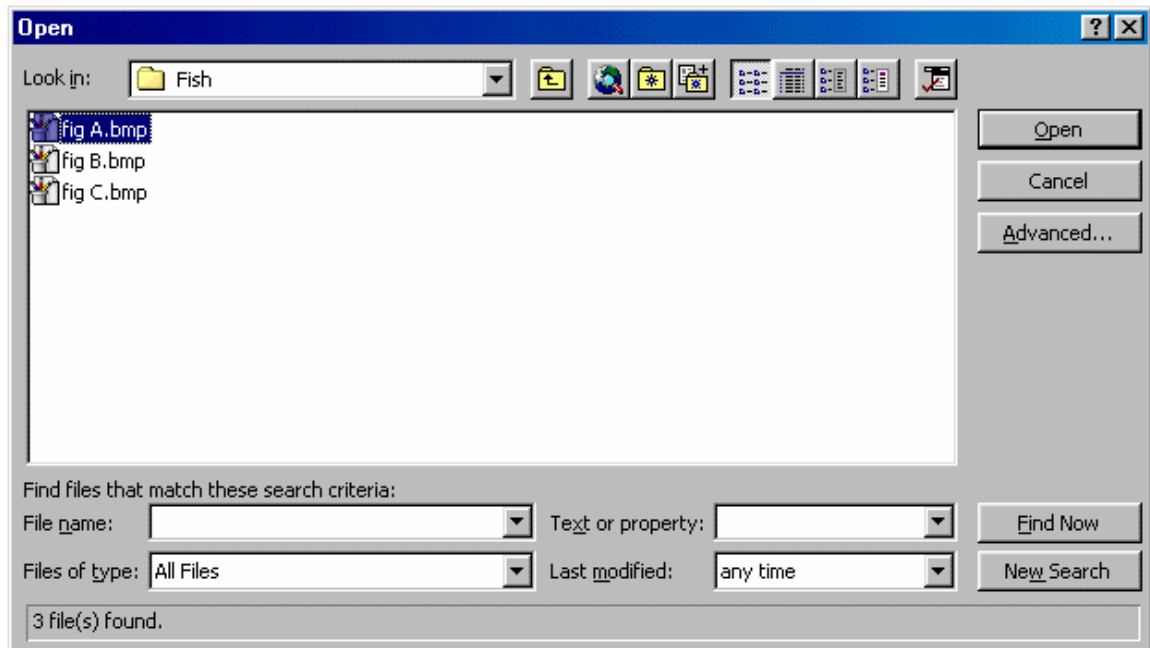 Open
Look in: Fish
fig A.bmp
Open
fig B.bmp
fig C.bmp
Cancel
Advanced...
Find files that match these search criteria:
File name: Text or property: Find Now
Files of type: All Files Last modified: any time New Search
3 file(s) found.